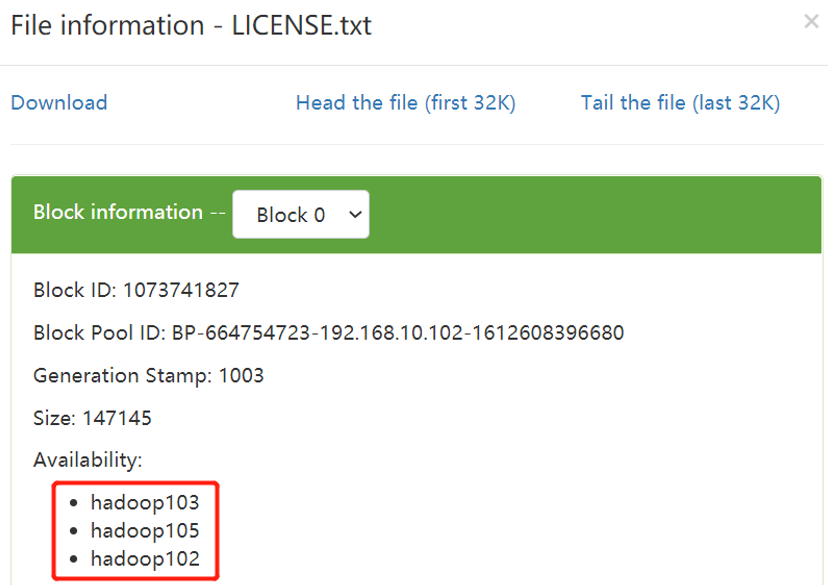 File information - LICENSE.txt ×
Download Head the file (first 32K) Tail the file (last 32K)
Block information -- Block 0
Block ID: 1073741827
Block Pool ID: BP-664754723-192.168.10.102-1612608396680
Generation Stamp: 1003
Size: 147145
Availability:
• hadoop103
• hadoop105
• hadoop102